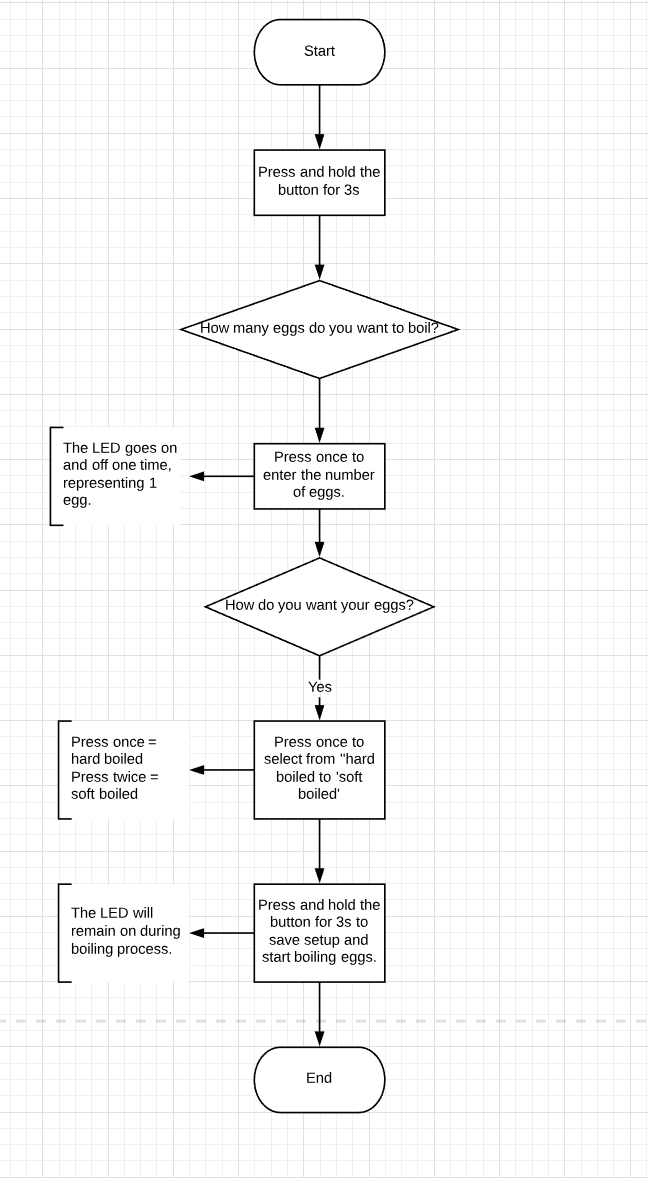 Start
Press and hold the
button for 3s
How many eggs do you want to boil?
The LED goes on
and off one time,
representing 1
egg.
Press once to
enter the number
of eggs.
How do you want your eggs?
Yes
Press once =
hard boiled
Press twice =
soft boiled
Press once to
select from "hard
boiled to 'soft
boiled'
The LED will
remain on during
boiling process.
Press and hold the
button for 3s to
save setup and
start boiling eggs.
End